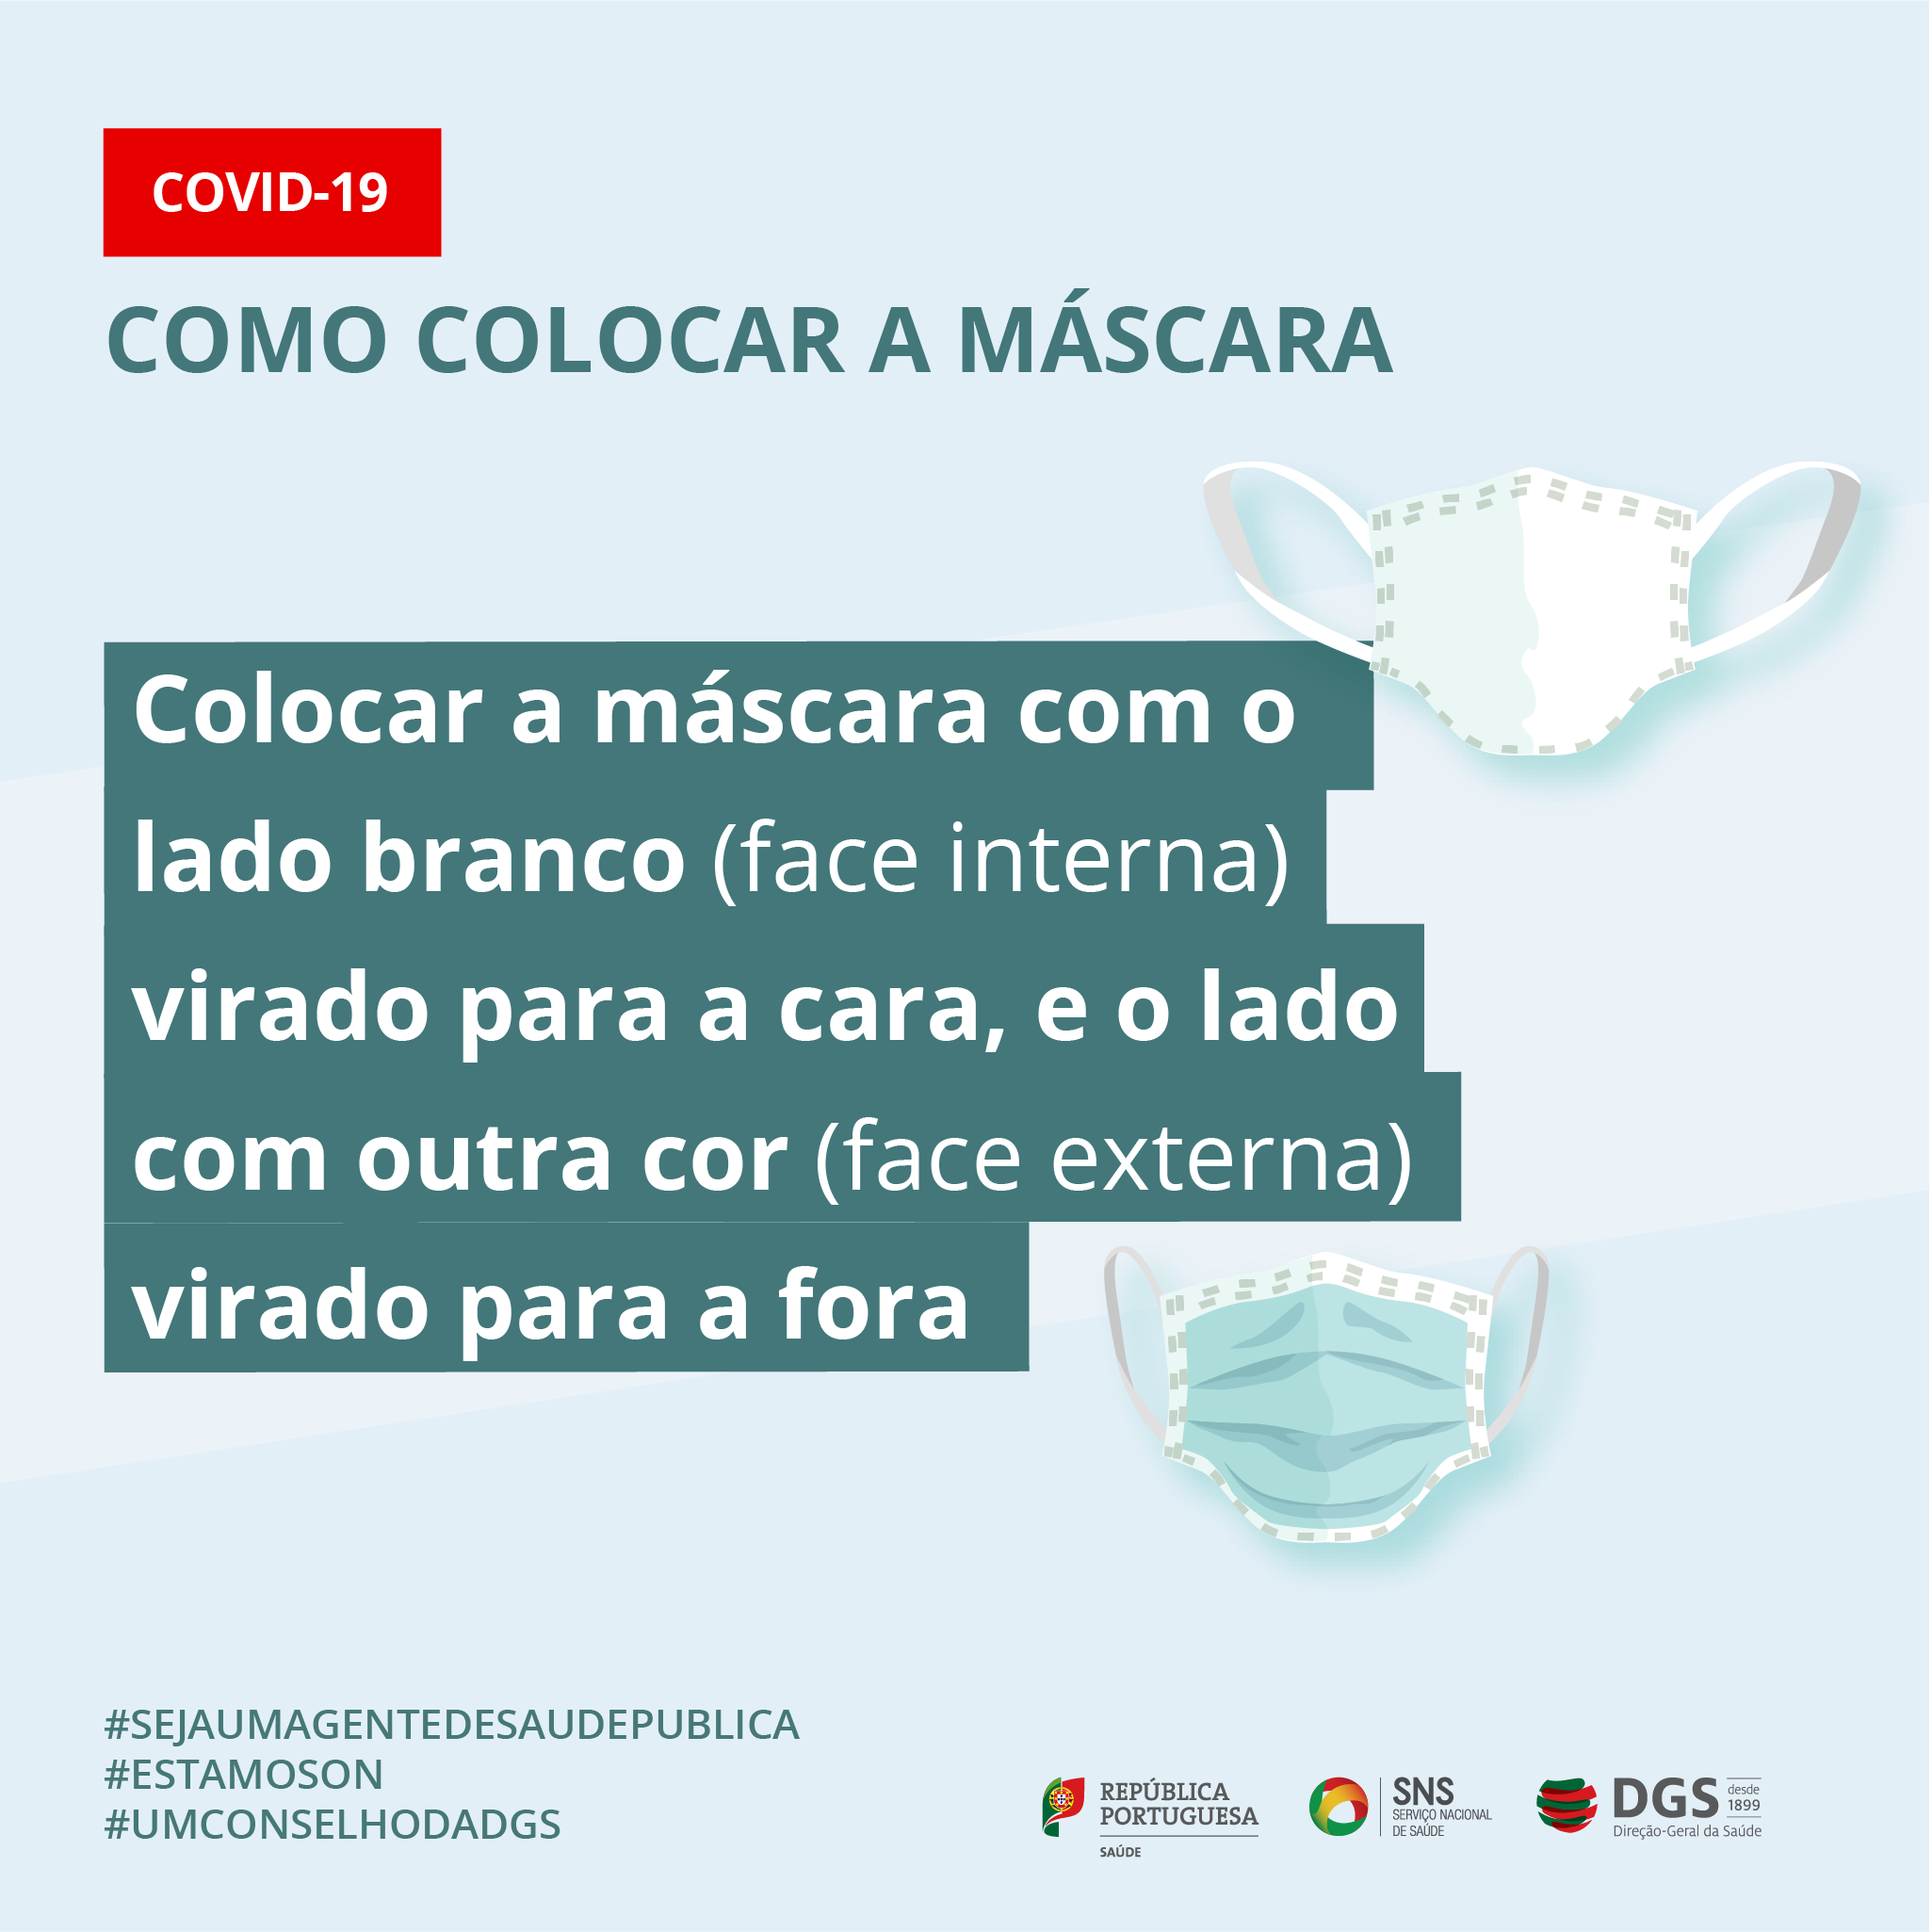 COVID-19
COMO COLOCAR A MÁSCARA
Colocar a máscara com o
lado branco (face interna)
virado para a cara, e o lado
com outra cor (face externa)
virado para a fora
#SEJAUMAGENTEDESAUDEPUBLICA
#ESTAMOSON
#UMCONSELHODADGS
REPÚBLICA
PORTUGUESA
SAÚDE
SNS
SERVIÇO NACIONAL
DE SAÚDE
DGS desde 1899
Direção-Geral da Saúde